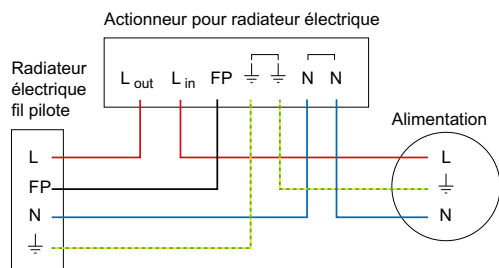 Actionneur pour radiateur électrique
L out L in FP N N
Radiateur
électrique
fil pilote
L
FP
N
Alimentation
L
N